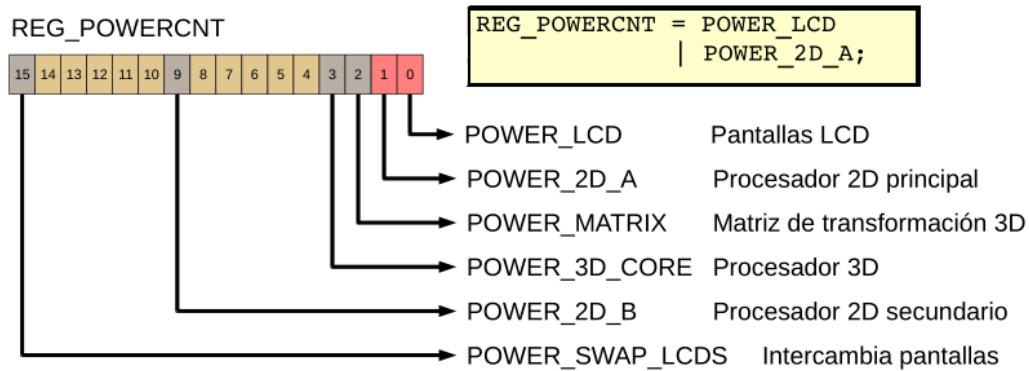 REG_POWERCNT
REG_POWERCNT = POWER_LCD
| POWER_2D_A;
15 14 13 12 11 10 9 8 7 6 5 4 3 2 1 0
POWER_LCD Pantallas LCD
POWER_2D_A Procesador 2D principal
POWER_MATRIX Matriz de transformación 3D
POWER_3D_CORE Procesador 3D
POWER_2D_B Procesador 2D secundario
POWER_SWAP_LCDS Intercambia pantallas